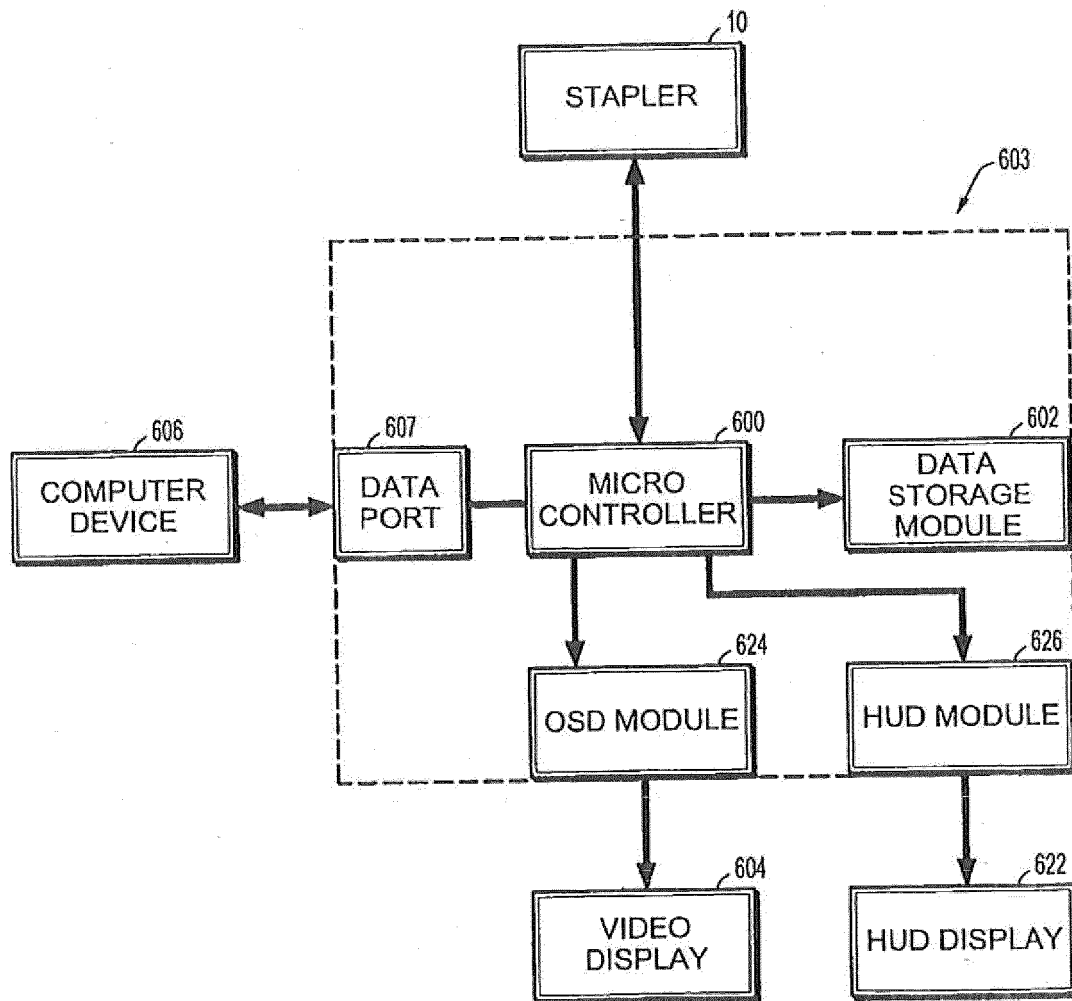 10
STAPLER
603
606
COMPUTER
DEVICE
607
DATA
PORT
600
MICRO
CONTROLLER
602
DATA
STORAGE
MODULE
624
OSD MODULE
626
HUD MODULE
604
VIDEO
DISPLAY
622
HUD DISPLAY